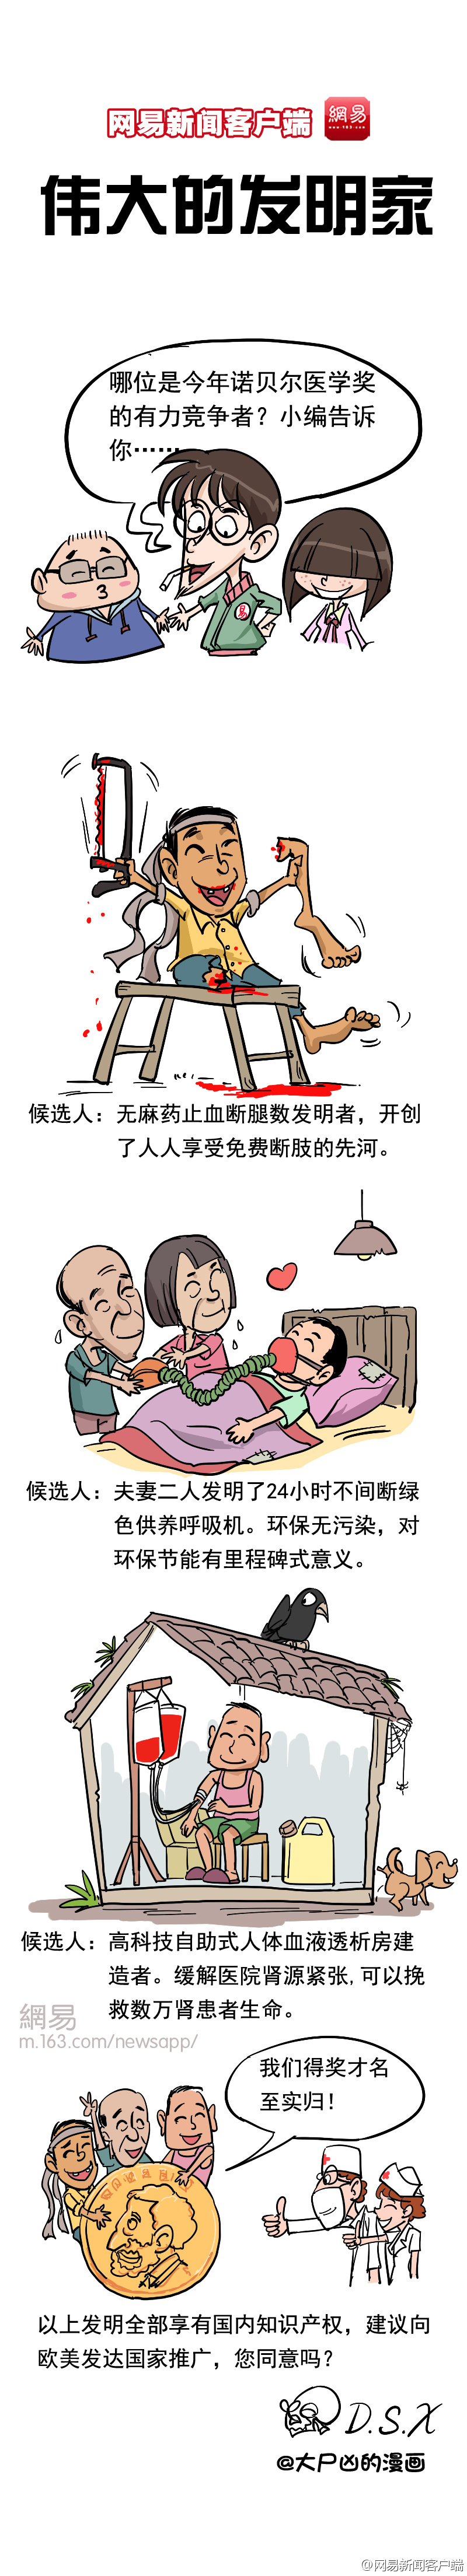 网易新闻客户端
網易
www.163.com
伟大的发明家
哪位是今年诺贝尔医学奖
的有力竞争者？小编告诉
你……
易
候选人：无麻药止血断腿数发明者，开创
了人人享受免费断肢的先河。
候选人：夫妻二人发明了24小时不间断绿
色供养呼吸机。环保无污染，对
环保节能有里程碑式意义。
候选人：高科技自助式人体血液透析房建
造者。缓解医院肾源紧张,可以挽
救数万肾患者生命。
網易
m.163.com/newsapp/
我们得奖才名
至实归！
以上发明全部享有国内知识产权，建议向
欧美发达国家推广，您同意吗？
D.S.X
@大尸凶的漫画
@网易新闻客户端